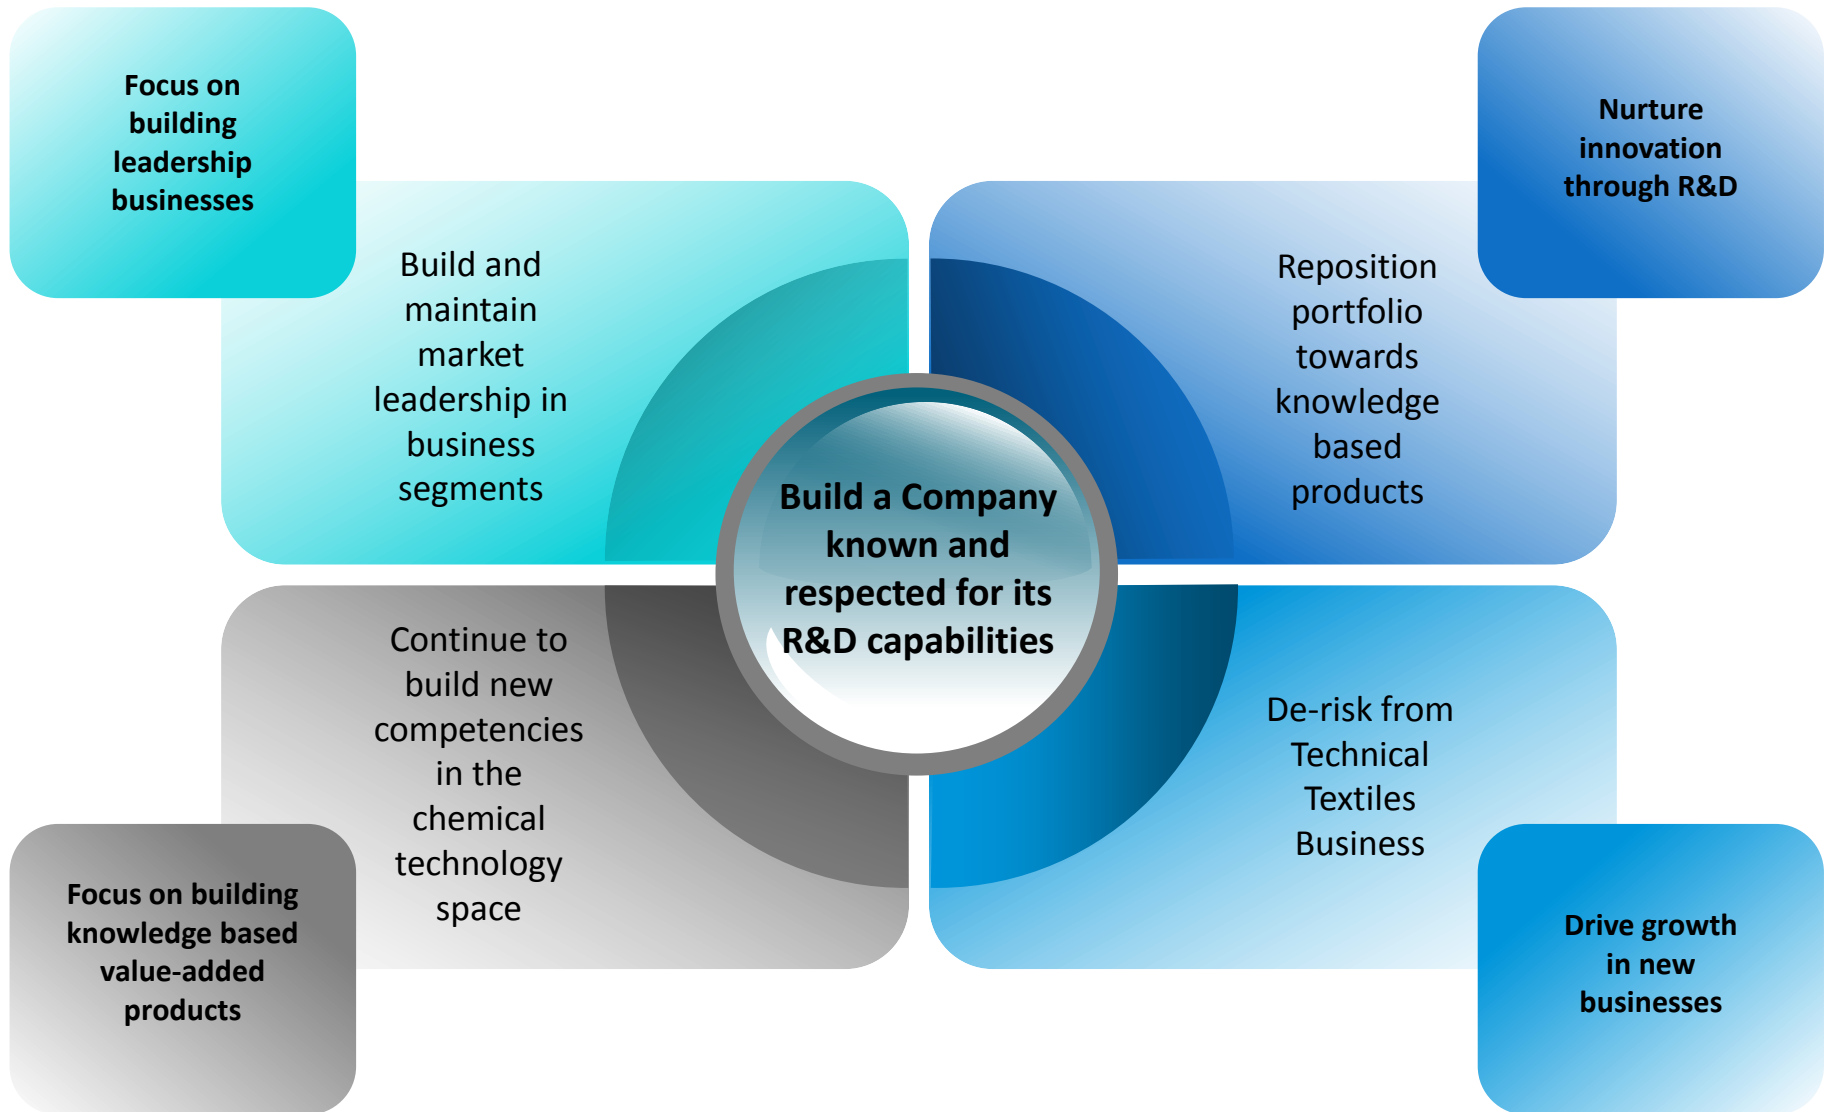 Focus on
building
leadership
businesses
Build and
maintain
market
leadership in
business
segments
Nurture
innovation
through R&D
Reposition
portfolio
towards
knowledge
based
products
Build a Company
known and
respected for its
R&D capabilities
Continue to
build new
competencies
in the
chemical
technology
space
Focus on building
knowledge based
value-added
products
De-risk from
Technical
Textiles
Business
Drive growth
in new
businesses